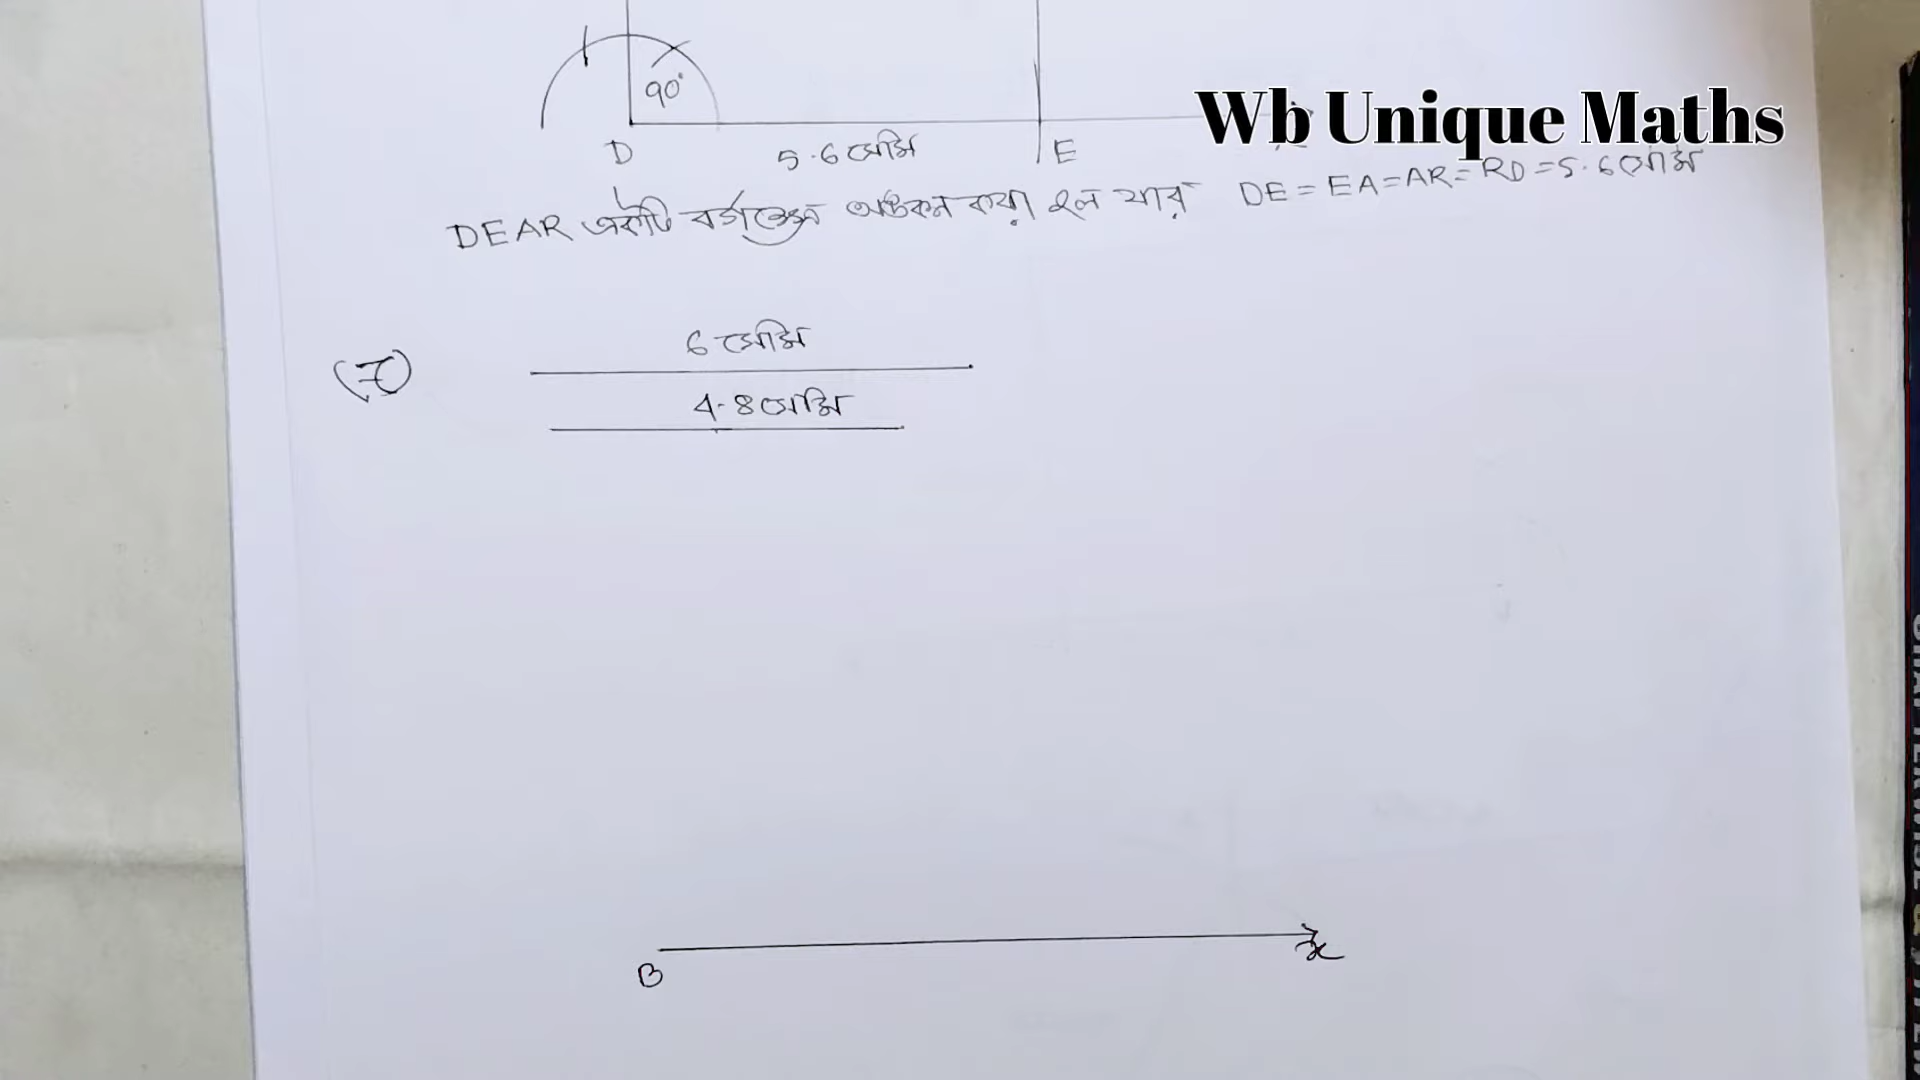 90°
Wb Unique Maths
D
5.6 সেমি
E
DEAR একটি বর্গক্ষেত্র অঙ্কন করা হল যার DE = EA = AR = RD = 5.6 সেমি
6 সেমি
4.8 সেমি
B
x